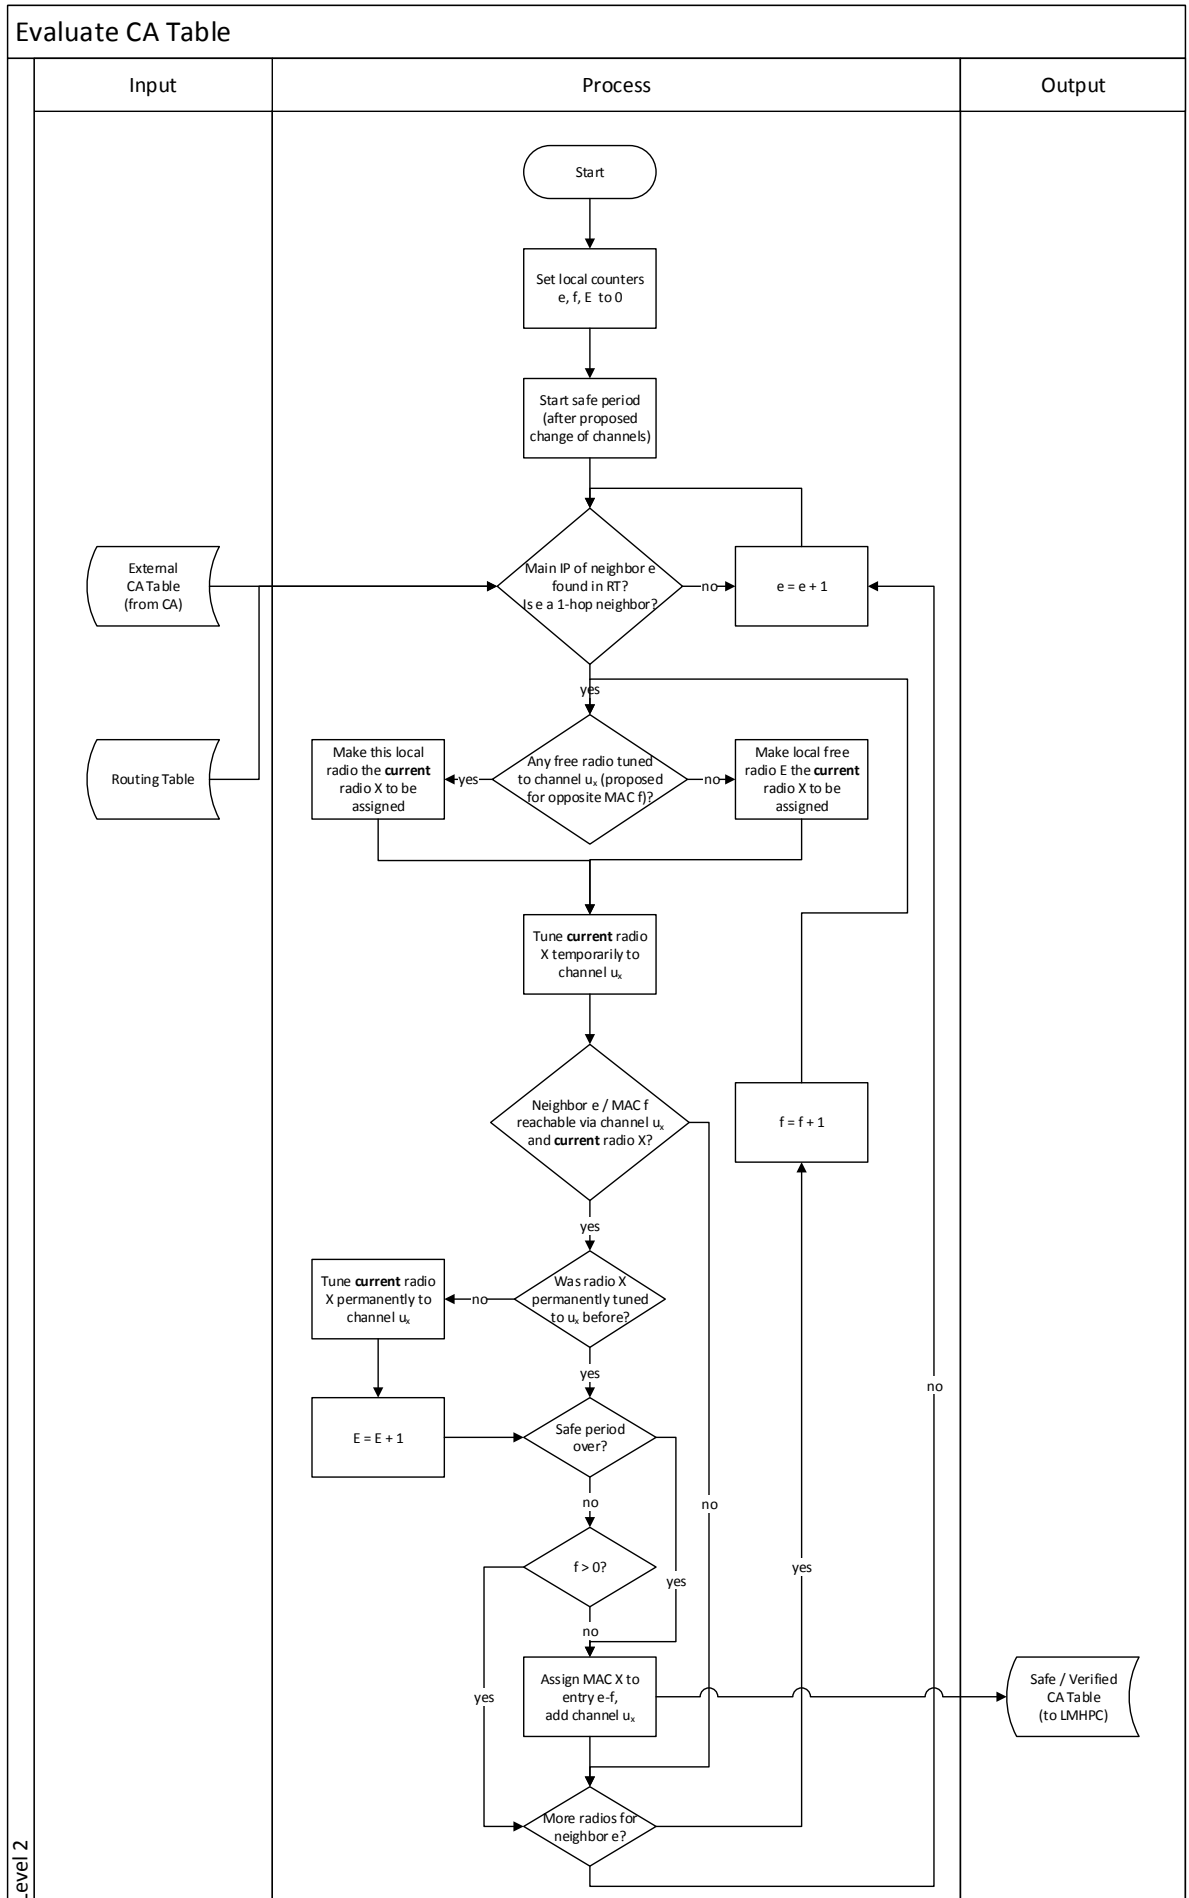 Evaluate CA Table
Input
Process
Output
Start
Set local counters
e, f, E to 0
Start safe period
(after proposed
change of channels)
External
CA Table
(from CA)
Main IP of neighbor e
found in RT?
Is e a 1-hop neighbor?
no
e = e + 1
yes
Routing Table
Make this local
radio the current
radio X to be
assigned
yes
Any free radio tuned
to channel uₓ (proposed
for opposite MAC f)?
no
Make local free
radio E the current
radio X to be
assigned
Tune current radio
X temporarily to
channel uₓ
Neighbor e / MAC f
reachable via channel uₓ
and current radio X?
f = f + 1
yes
Tune current radio
X permanently to
channel uₓ
no
Was radio X
permanently tuned
to uₓ before?
yes
no
E = E + 1
Safe period
over?
no
no
f > 0?
yes
yes
no
Assign MAC X to
entry e-f,
add channel uₓ
yes
Safe / Verified
CA Table
(to LMHPC)
More radios for
neighbor e?
Level 2